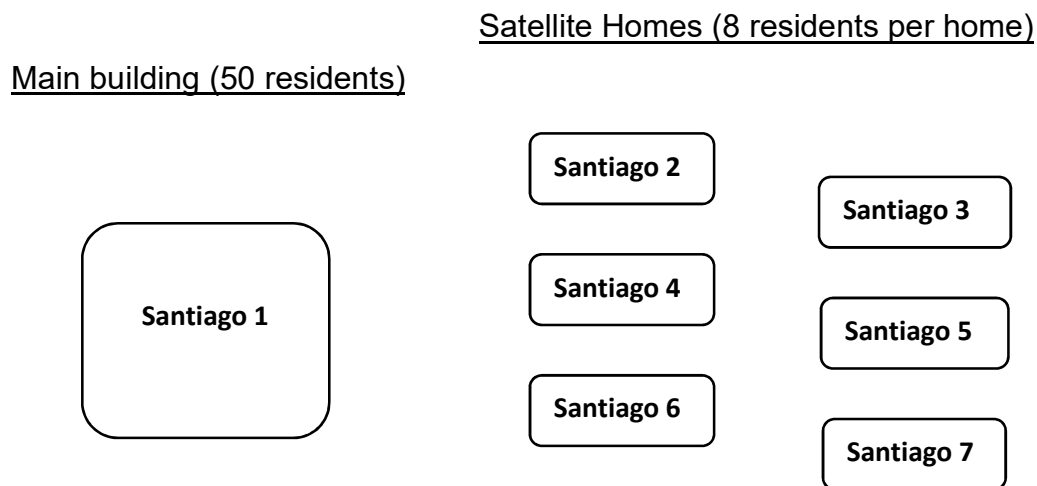 Satellite Homes (8 residents per home)
Main building (50 residents)
Santiago 2
Santiago 3
Santiago 4
Santiago 1
Santiago 5
Santiago 6
Santiago 7